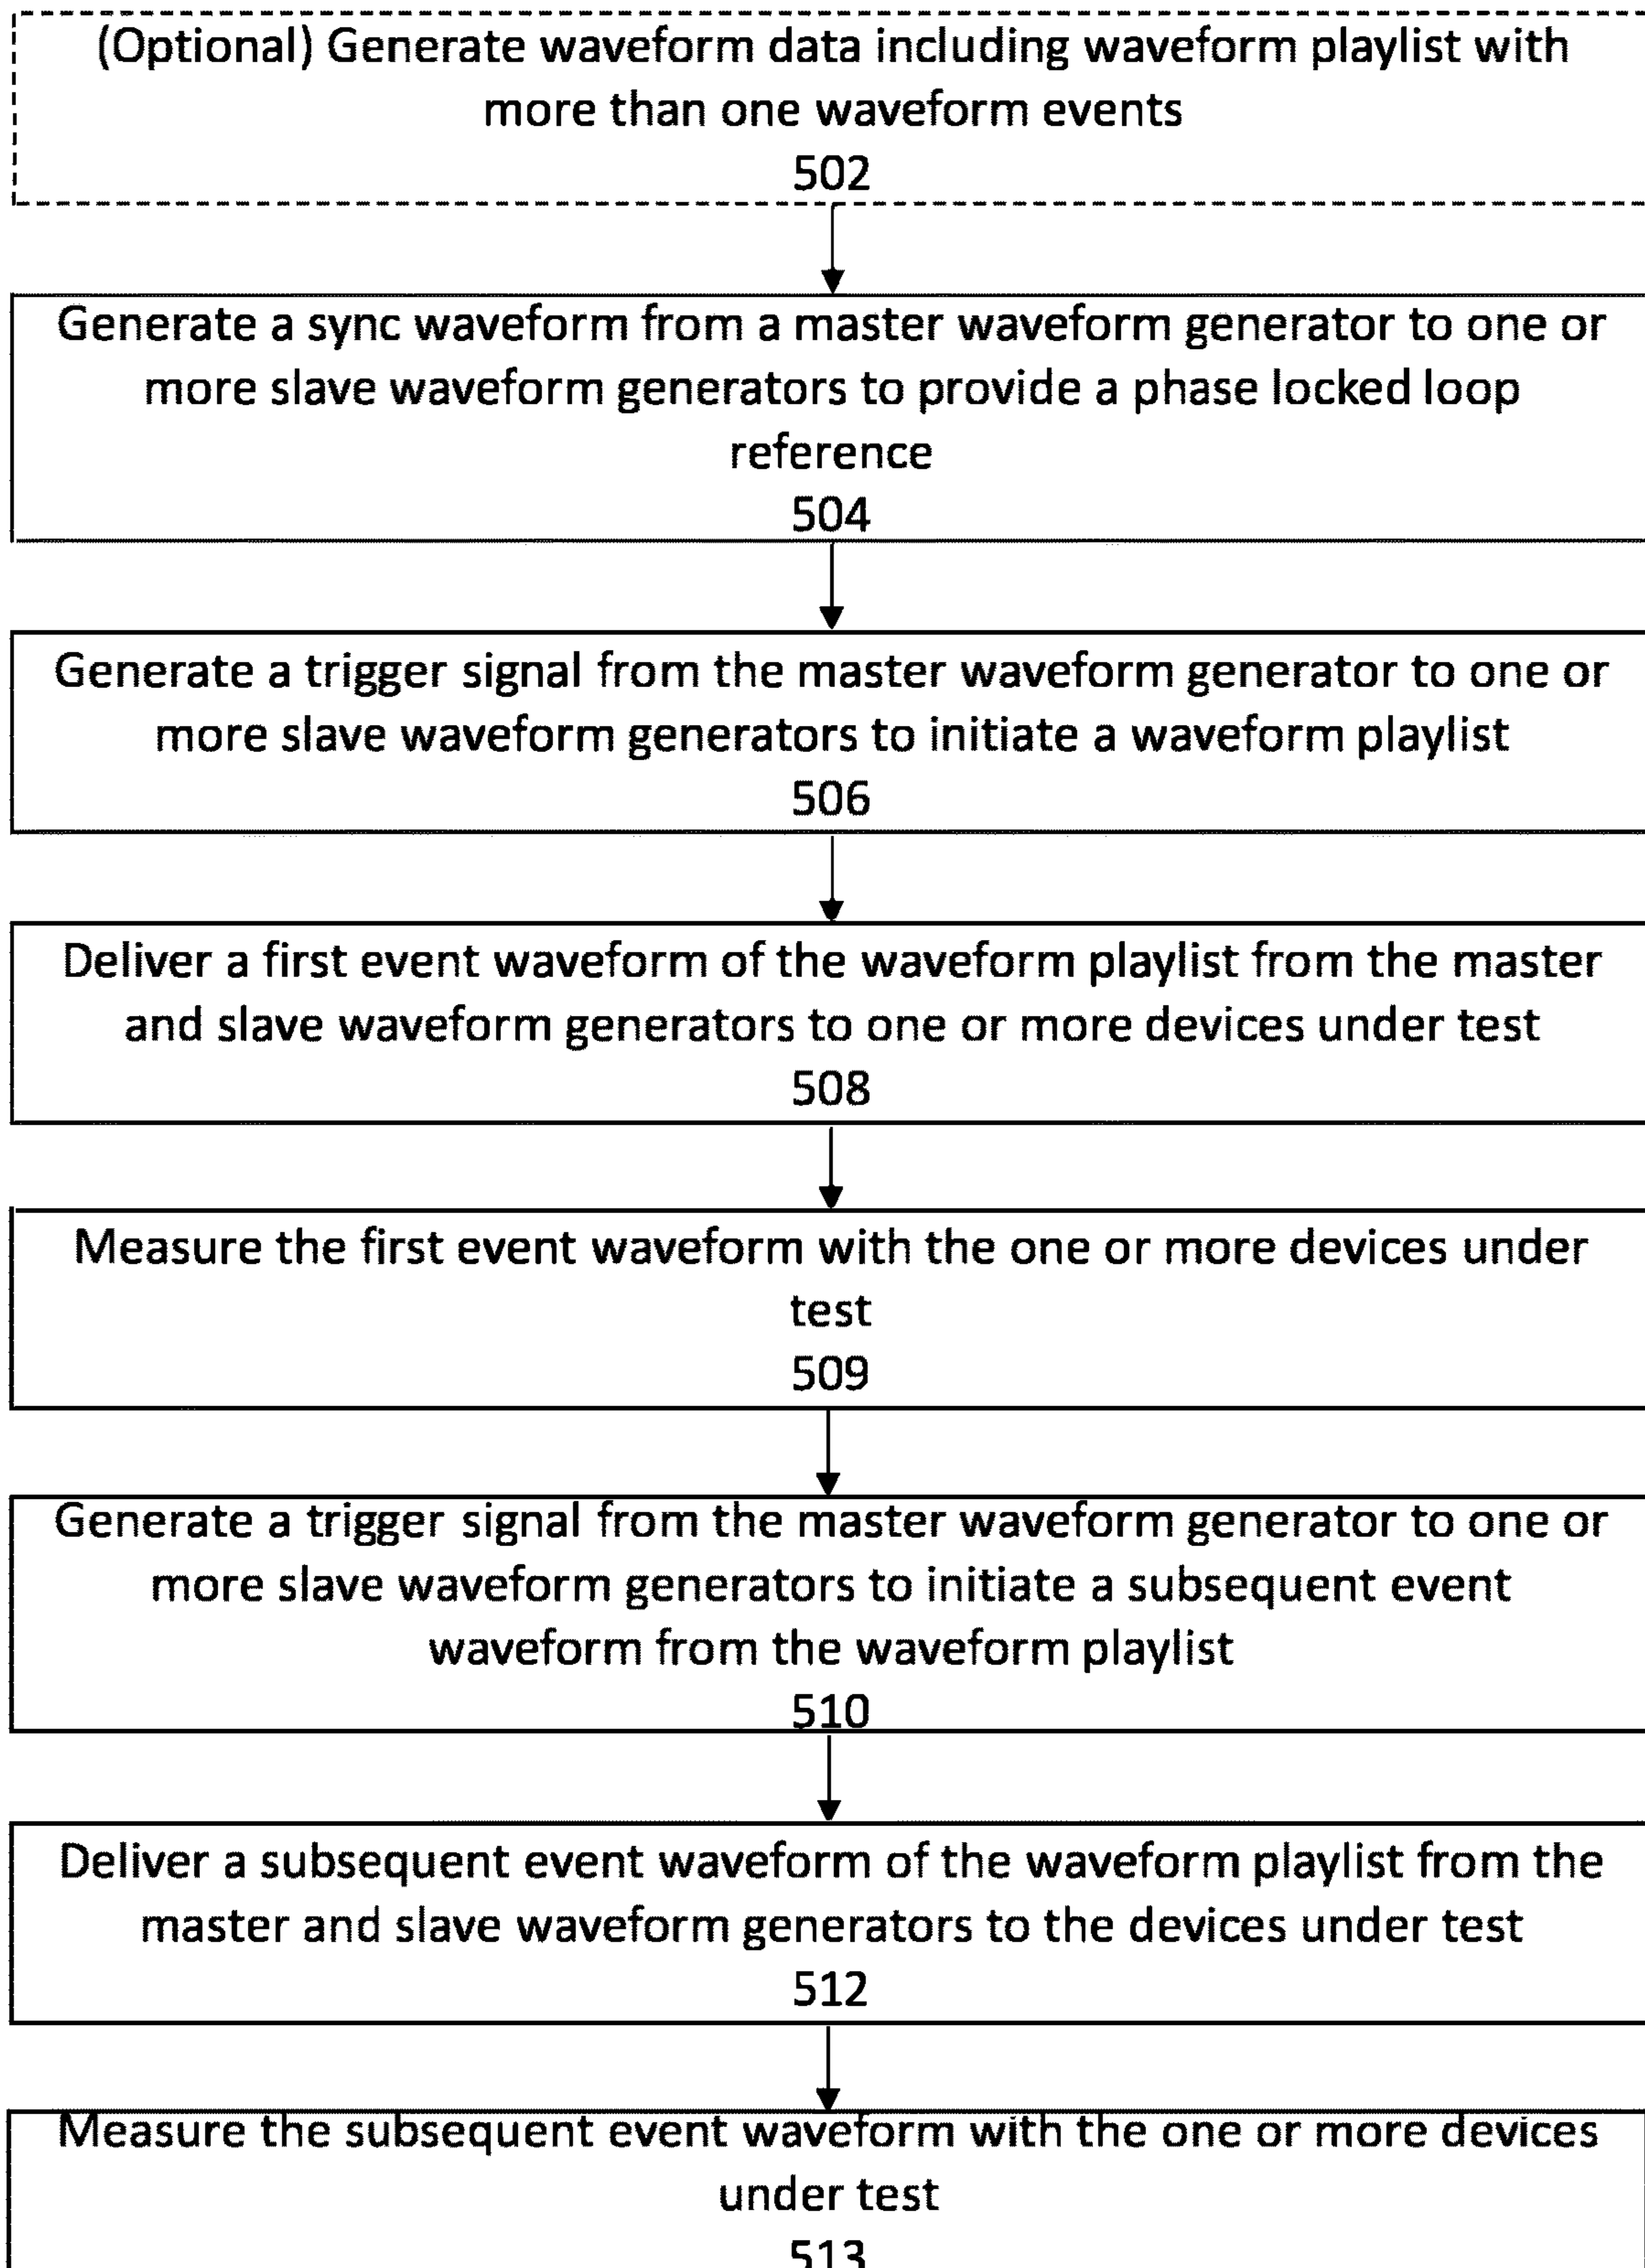 (Optional) Generate waveform data including waveform playlist with
more than one waveform events
502
Generate a sync waveform from a master waveform generator to one or
more slave waveform generators to provide a phase locked loop
reference
504
Generate a trigger signal from the master waveform generator to one or
more slave waveform generators to initiate a waveform playlist
506
Deliver a first event waveform of the waveform playlist from the master
and slave waveform generators to one or more devices under test
508
Measure the first event waveform with the one or more devices under
test
509
Generate a trigger signal from the master waveform generator to one or
more slave waveform generators to initiate a subsequent event
waveform from the waveform playlist
510
Deliver a subsequent event waveform of the waveform playlist from the
master and slave waveform generators to the devices under test
512
Measure the subsequent event waveform with the one or more devices
under test
513